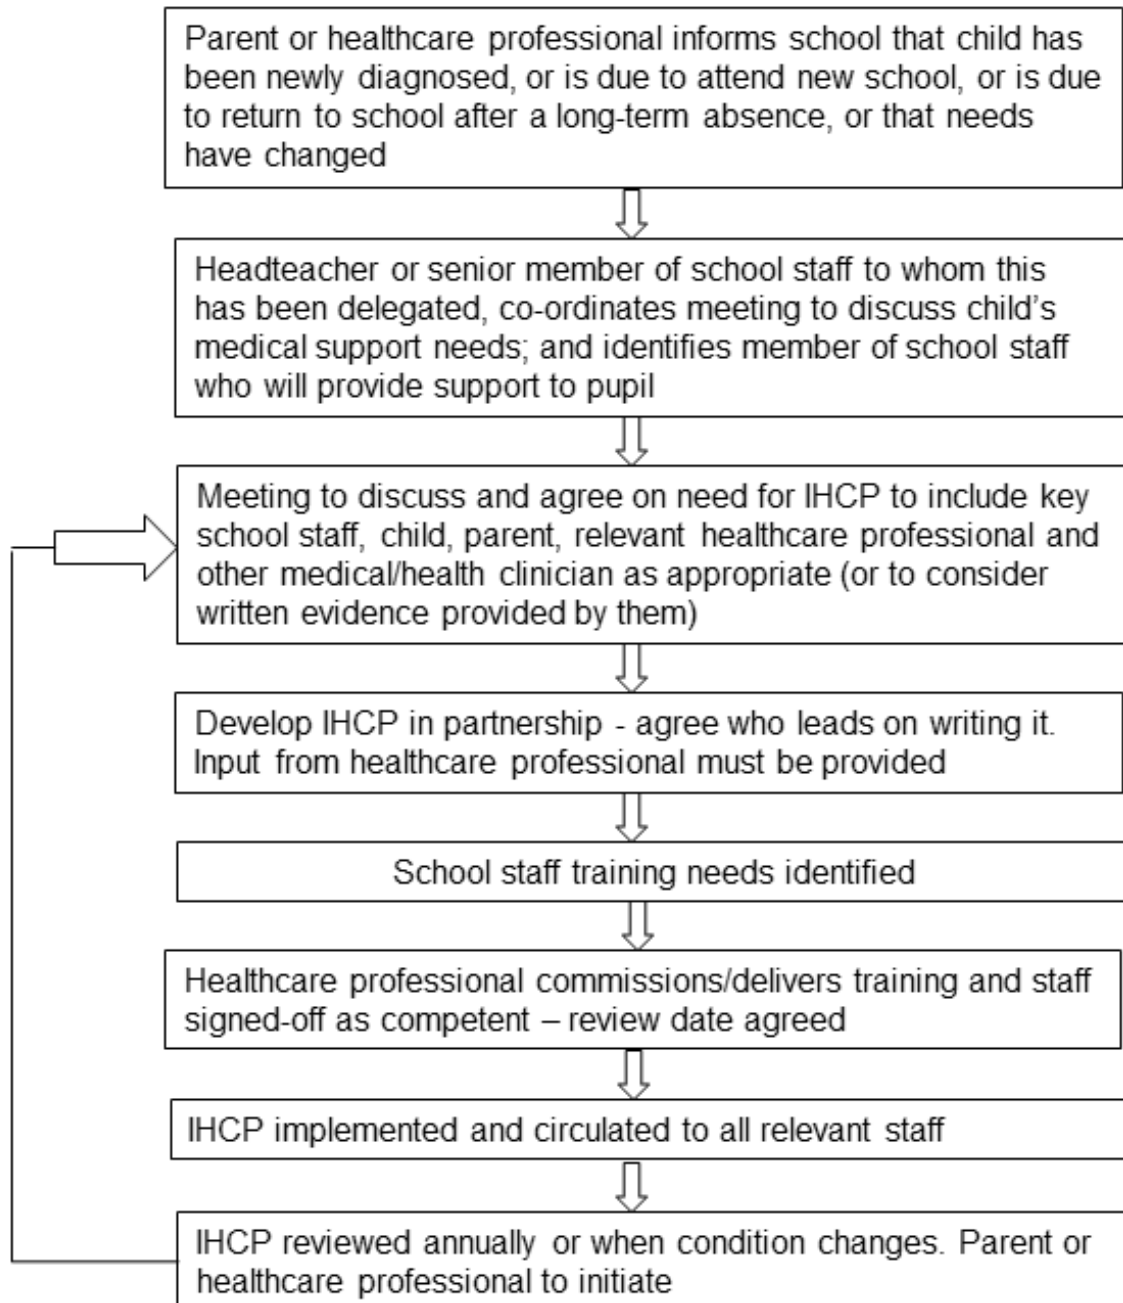 Parent or healthcare professional informs school that child has
been newly diagnosed, or is due to attend new school, or is due
to return to school after a long-term absence, or that needs
have changed
Headteacher or senior member of school staff to whom this
has been delegated, co-ordinates meeting to discuss child's
medical support needs; and identifies member of school staff
who will provide support to pupil
Meeting to discuss and agree on need for IHCP to include key
school staff, child, parent, relevant healthcare professional and
other medical/health clinician as appropriate (or to consider
written evidence provided by them)
Develop IHCP in partnership - agree who leads on writing it.
Input from healthcare professional must be provided
School staff training needs identified
Healthcare professional commissions/delivers training and staff
signed-off as competent – review date agreed
IHCP implemented and circulated to all relevant staff
IHCP reviewed annually or when condition changes. Parent or
healthcare professional to initiate